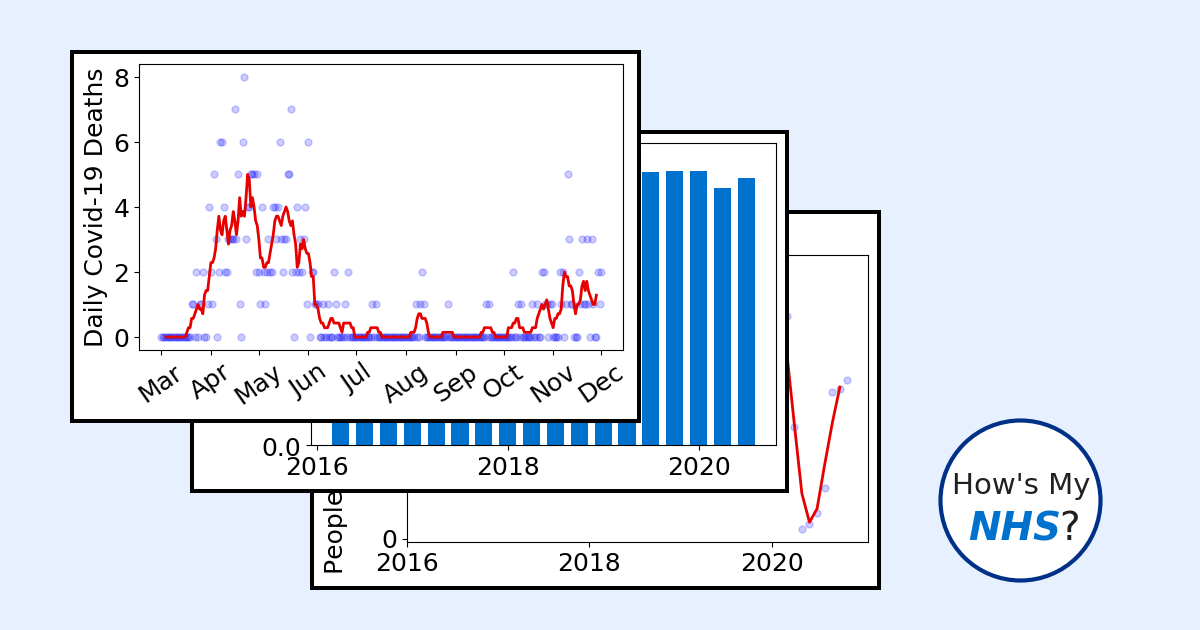 Daily Covid-19 Deaths
8
6
4
2
0
Mar Apr May Jun Jul Aug Sep Oct Nov Dec
0.0
2016 2018 2020
People
0
2016 2018 2020
How's My
NHS?